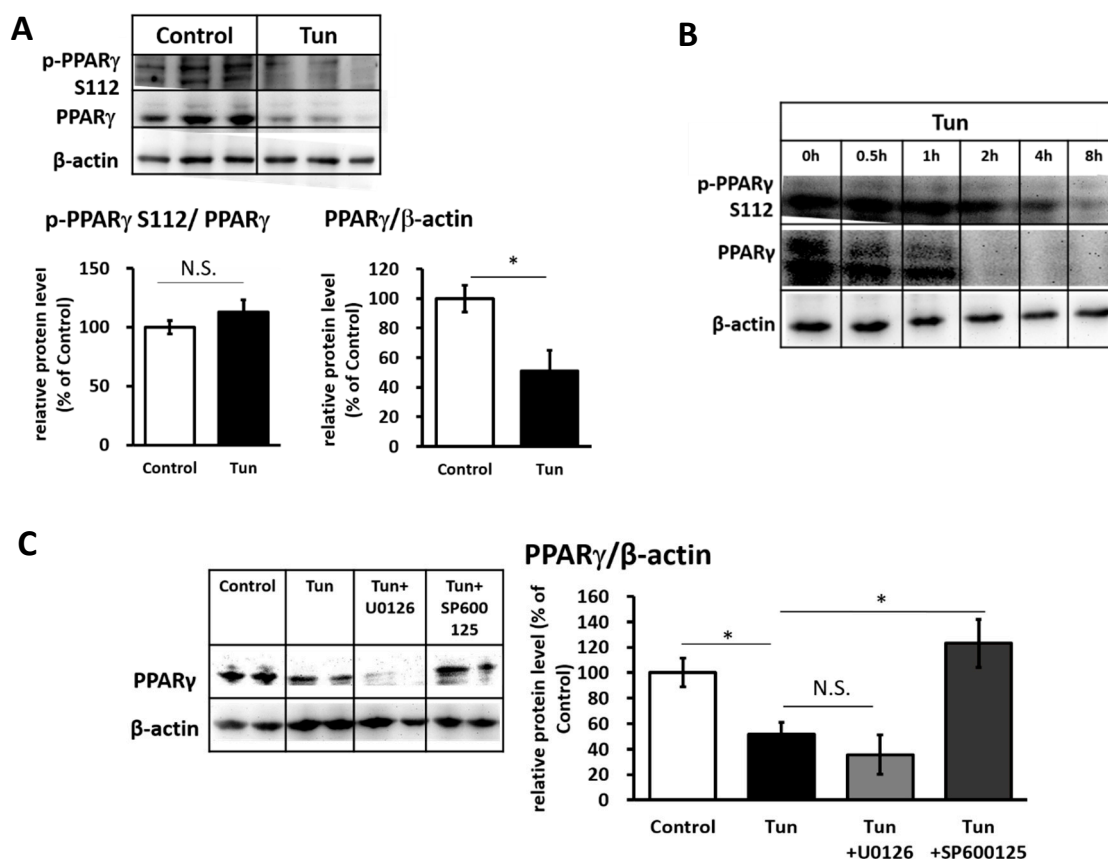 A
Control Tun
p-PPARγ
S112
PPARγ
β-actin
p-PPARγ S112/ PPARγ
relative protein level
(% of Control)
150
100
50
0
N.S.
Control Tun
PPARγ/β-actin
relative protein level
(% of Control)
120
100
80
60
40
20
0
*
Control Tun
B
Tun
0h 0.5h 1h 2h 4h 8h
p-PPARγ
S112
PPARγ
β-actin
C
Control Tun Tun+ Tun+
U0126 SP600
125
PPARγ
β-actin
PPARγ/β-actin
relative protein level (% of
Control)
160
140
120
100
80
60
40
20
0
*
N.S.
*
Control Tun Tun Tun
+U0126 +SP600125